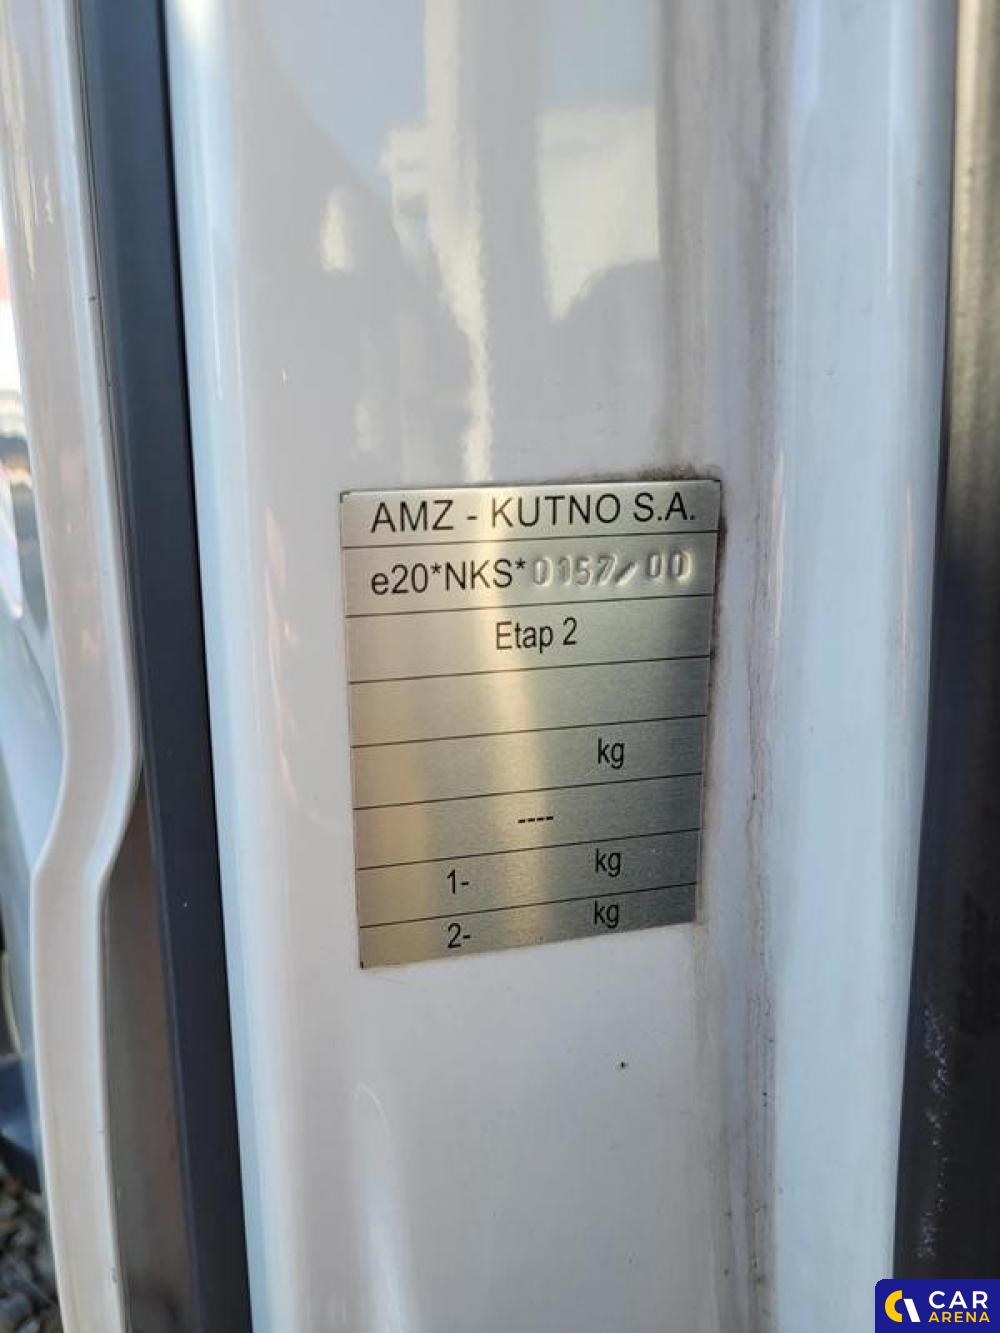 AMZ - KUTNO S.A.
e20*NKS*0157/00
Etap 2
kg
----
1- kg
2- kg
CAR
ARENA